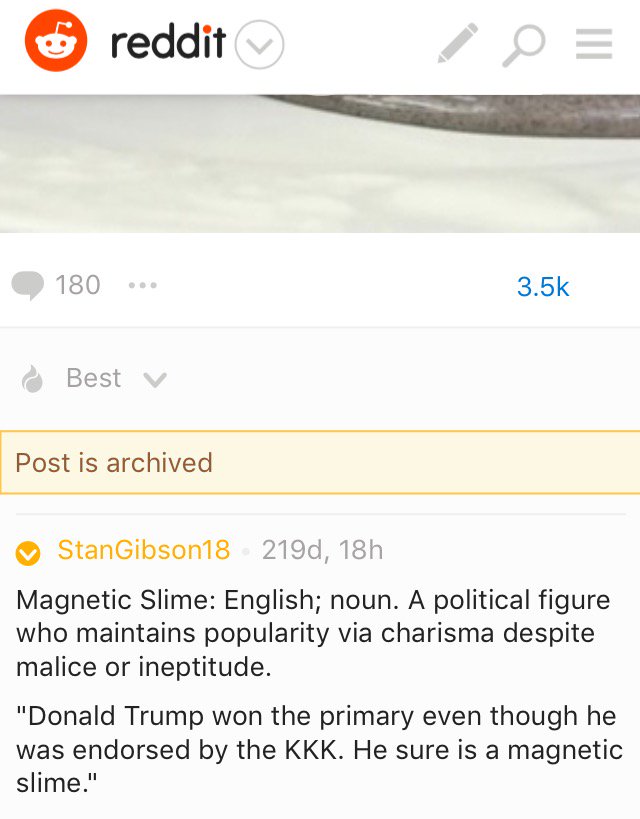 reddit
180
3.5k
Best
Post is archived
StanGibson18 • 219d, 18h
Magnetic Slime: English; noun. A political figure
who maintains popularity via charisma despite
malice or ineptitude.
"Donald Trump won the primary even though he
was endorsed by the KKK. He sure is a magnetic
slime."